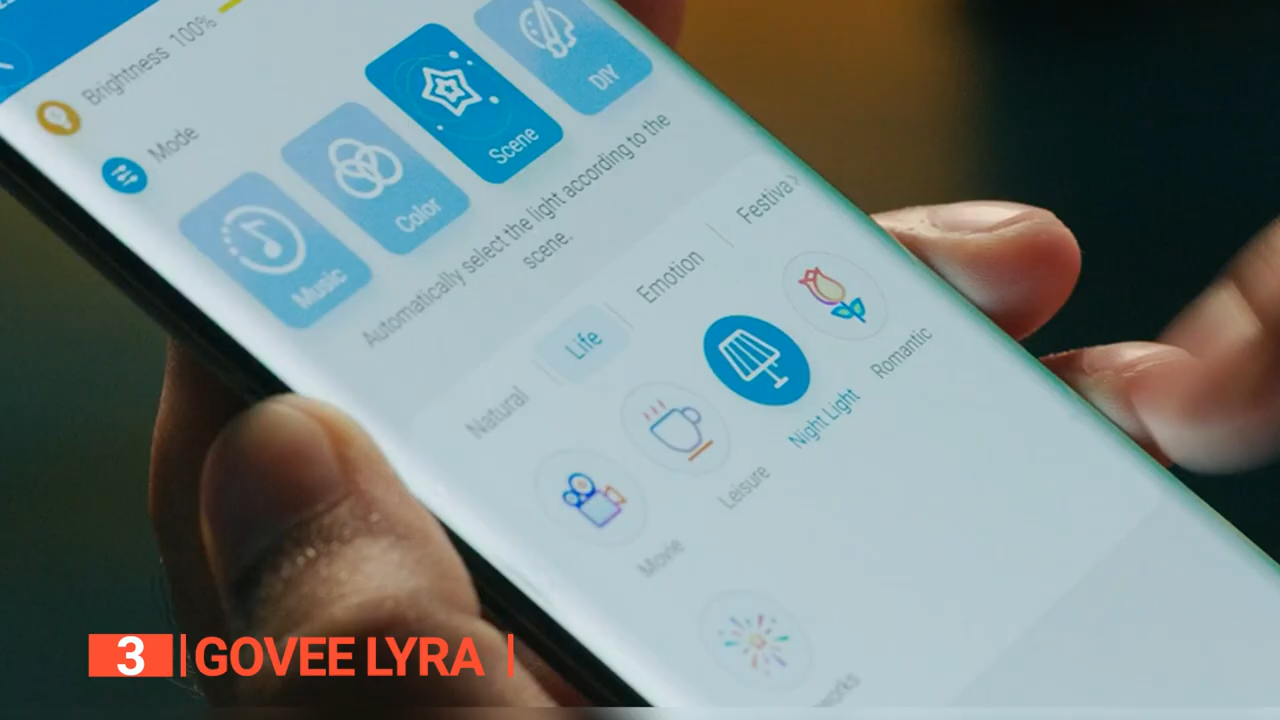 Brightness 100%
Mode
Music
Color
Scene
DIY
Automatically select the light according to the
scene.
Natural
Life
Emotion
Movie
Leisure
Night Light
Romantic
3 GOVEE LYRA